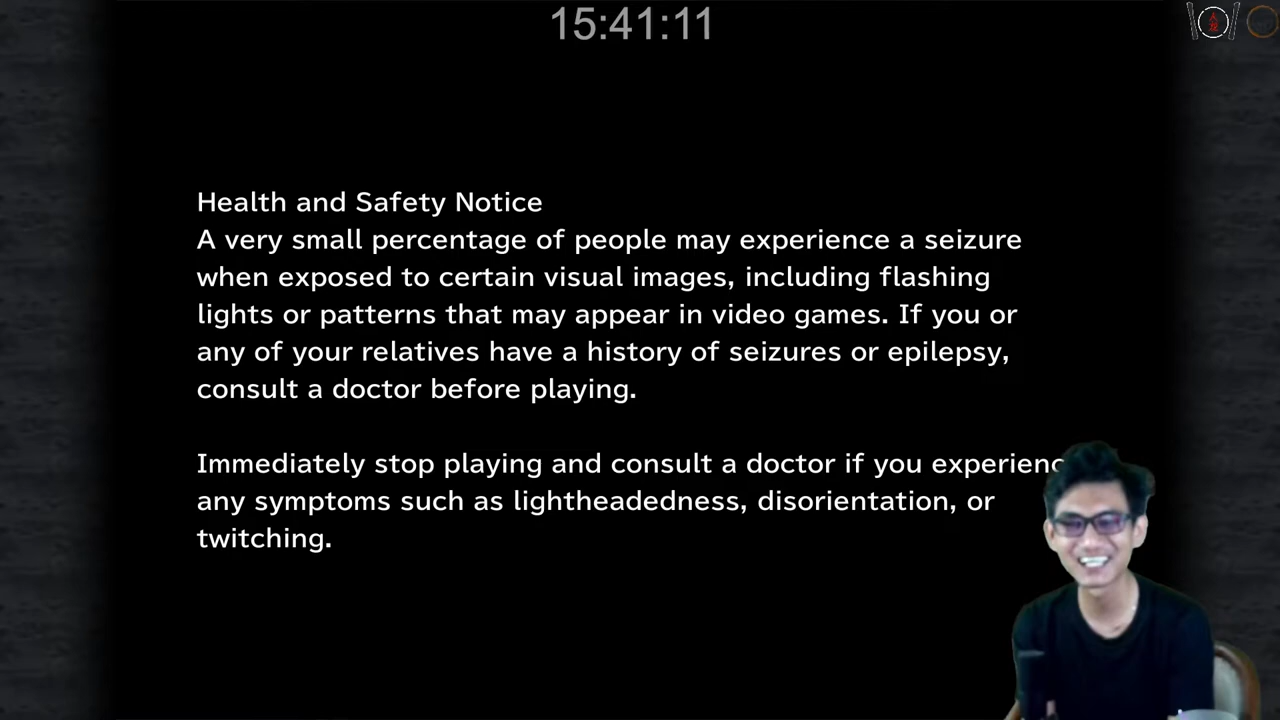 15:41:11
Health and Safety Notice
A very small percentage of people may experience a seizure
when exposed to certain visual images, including flashing
lights or patterns that may appear in video games. If you or
any of your relatives have a history of seizures or epilepsy,
consult a doctor before playing.
Immediately stop playing and consult a doctor if you experienc
any symptoms such as lightheadedness, disorientation, or
twitching.